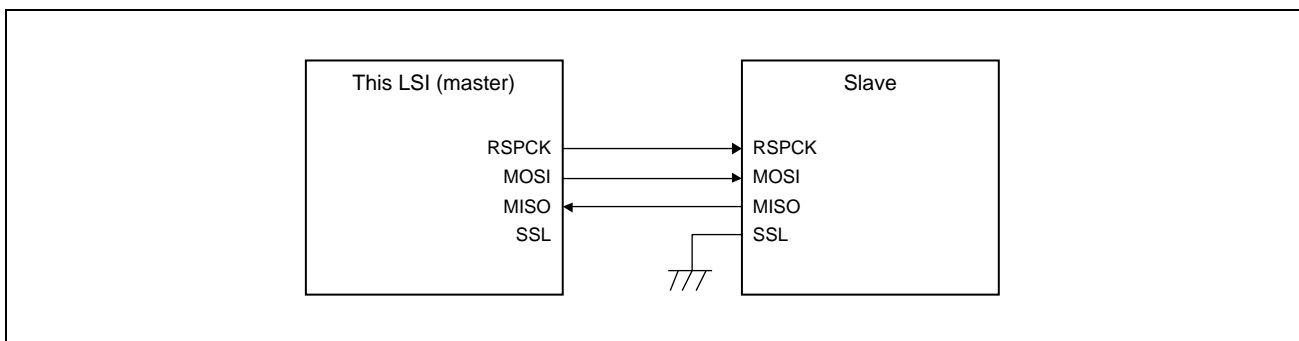 This LSI (master)
RSPCK
MOSI
MISO
SSL
Slave
RSPCK
MOSI
MISO
SSL